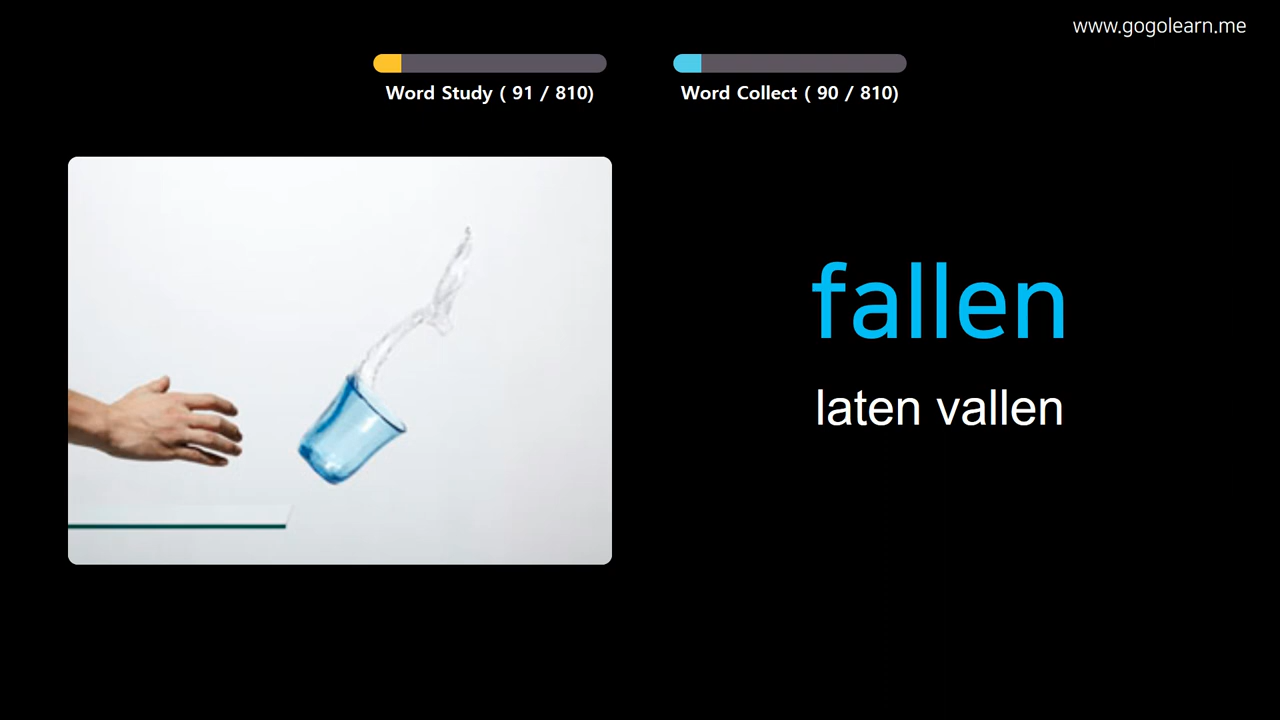 www.gogolearn.me
Word Study ( 91 / 810)
Word Collect ( 90 / 810)
fallen
laten vallen